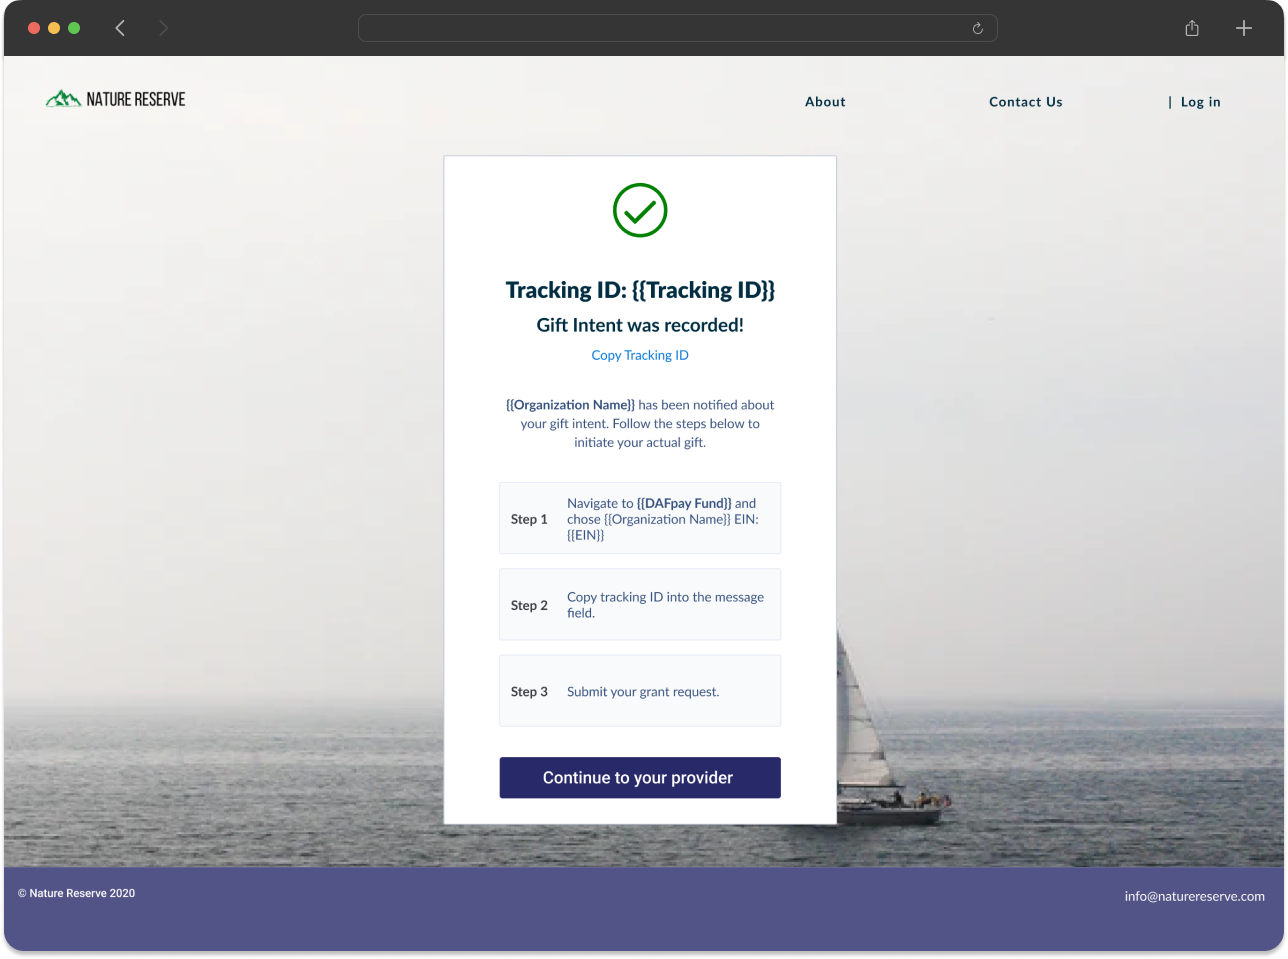 NATURE RESERVE
About
Contact Us
| Log in
Tracking ID: {{Tracking ID}}
Gift Intent was recorded!
Copy Tracking ID
{{Organization Name}} has been notified about
your gift intent. Follow the steps below to
initiate your actual gift.
Step 1
Navigate to {{DAFpay Fund}} and
chose {{Organization Name}} EIN:
{{EIN}}
Step 2
Copy tracking ID into the message
field.
Step 3
Submit your grant request.
Continue to your provider
© Nature Reserve 2020
info@naturereserve.com